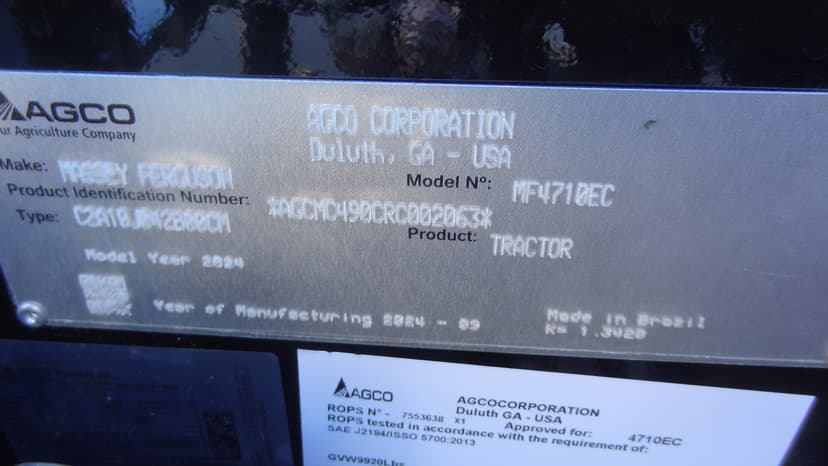 AGCO
our Agriculture Company
AGCO CORPORATION
Duluth, GA - USA
Make: MASSEY FERGUSON
Model Nº: MF4710EC
Product Identification Number: *AGCMC490CRC002063*
Type:
Product: TRACTOR
Model Year 2024
Year of Manufacturing 2024 - 09
Made in Brazil
K= 1.3420
AGCO
AGCOCORPORATION
Duluth GA - USA
ROPS N° - 7553638 X1
Approved for: 4710EC
ROPS tested in accordance with the requirement of:
SAE J2194/ISSO 5700:2013
GVW9920Lbs